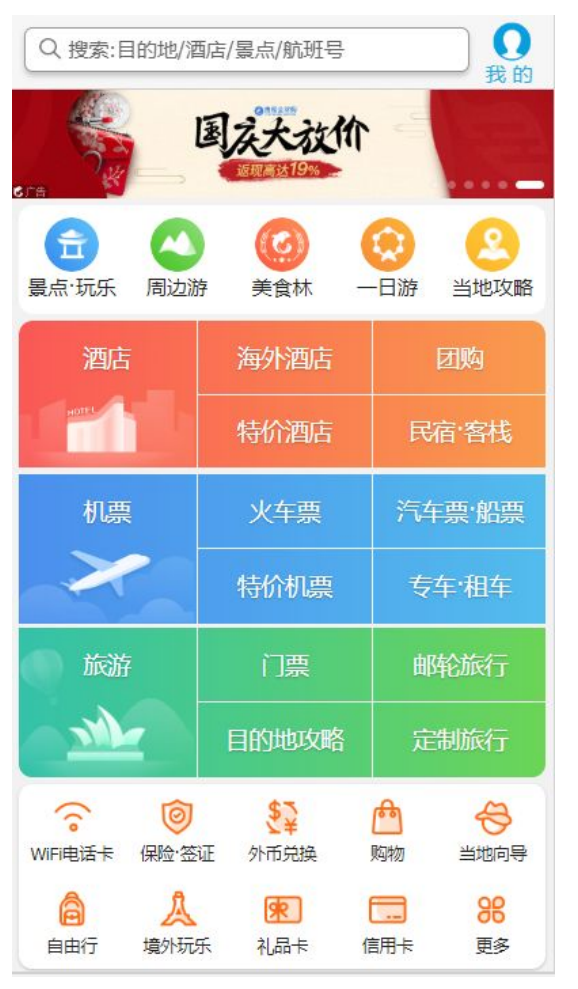 搜索:目的地/酒店/景点/航班号
我的
国庆大放价
返现高达19%
广告
景点·玩乐
周边游
美食林
一日游
当地攻略
酒店
海外酒店
团购
HOTEL
特价酒店
民宿·客栈
机票
火车票
汽车票·船票
特价机票
专车·租车
旅游
门票
邮轮旅行
目的地攻略
定制旅行
WiFi电话卡
保险·签证
外币兑换
购物
当地向导
自由行
境外玩乐
礼品卡
信用卡
更多